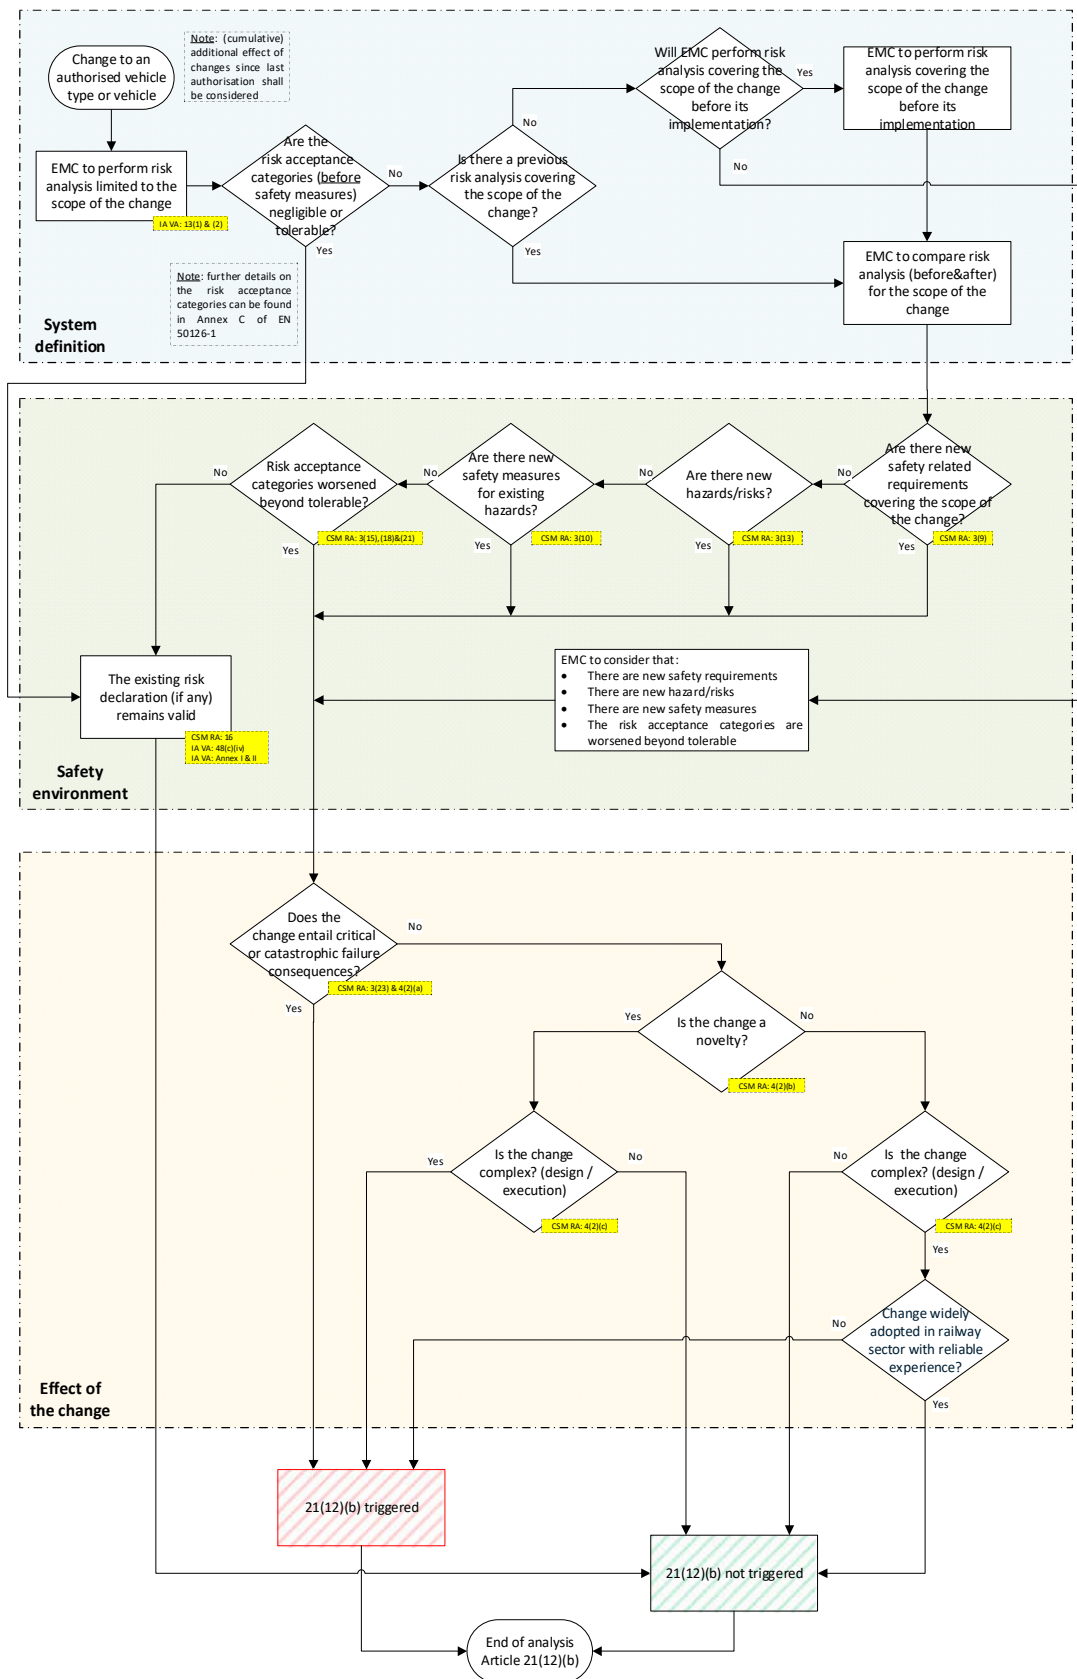 Change to an
authorised vehicle
type or vehicle
Note: (cumulative)
additional effect of
changes since last
authorisation shall
be considered
EMC to perform risk
analysis limited to the
scope of the change
IA VA: 13(1) & (2)
Are the
risk acceptance
categories (before
safety measures)
negligible or
tolerable?
No
Yes
Is there a previous
risk analysis covering
the scope of the
change?
No
Yes
Will EMC perform risk
analysis covering the
scope of the change
before its
implementation?
Yes
No
EMC to perform risk
analysis covering the
scope of the change
before its
implementation
EMC to compare risk
analysis (before&after)
for the scope of the
change
Note: further details on
the risk acceptance
categories can be found
in Annex C of EN
50126-1
System
definition
Risk acceptance
categories worsened
beyond tolerable?
No
Yes
CSM RA: 3(15),(18)&(21)
Are there new
safety measures
for existing
hazards?
No
Yes
CSM RA: 3(10)
Are there new
hazards/risks?
No
Yes
CSM RA: 3(13)
Are there new
safety related
requirements
covering the scope of
the change?
No
Yes
CSM RA: 3(9)
The existing risk
declaration (if any)
remains valid
CSM RA: 16
IA VA: 48(c)(iv)
IA VA: Annex I & II
EMC to consider that:
• There are new safety requirements
• There are new hazard/risks
• There are new safety measures
• The risk acceptance categories are
worsened beyond tolerable
Safety
environment
Does the
change entail critical
or catastrophic failure
consequences?
No
Yes
CSM RA: 3(23) & 4(2)(a)
Is the change a
novelty?
Yes
No
CSM RA: 4(2)(b)
Is the change
complex? (design /
execution)
Yes
No
CSM RA: 4(2)(c)
Is the change
complex? (design /
execution)
No
Yes
CSM RA: 4(2)(c)
Change widely
adopted in railway
sector with reliable
experience?
No
Yes
Effect of
the change
21(12)(b) triggered
21(12)(b) not triggered
End of analysis
Article 21(12)(b)